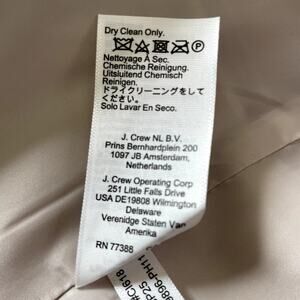 Dry Clean Only.
Nettoyage A Sec.
Chemische Reinigung.
Uitsluitend Chemisch
Reinigen.
ドライクリーニングをして
ください。
Solo Lavar En Seco.
J. Crew NL B.V.
Prins Bernhardplein 200
1097 JB Amsterdam,
Netherlands
J. Crew Operating Corp
251 Little Falls Drive
USA DE19808 Wilmington
Delaware
Verenidge Staten Van
Amerika
RN 77388